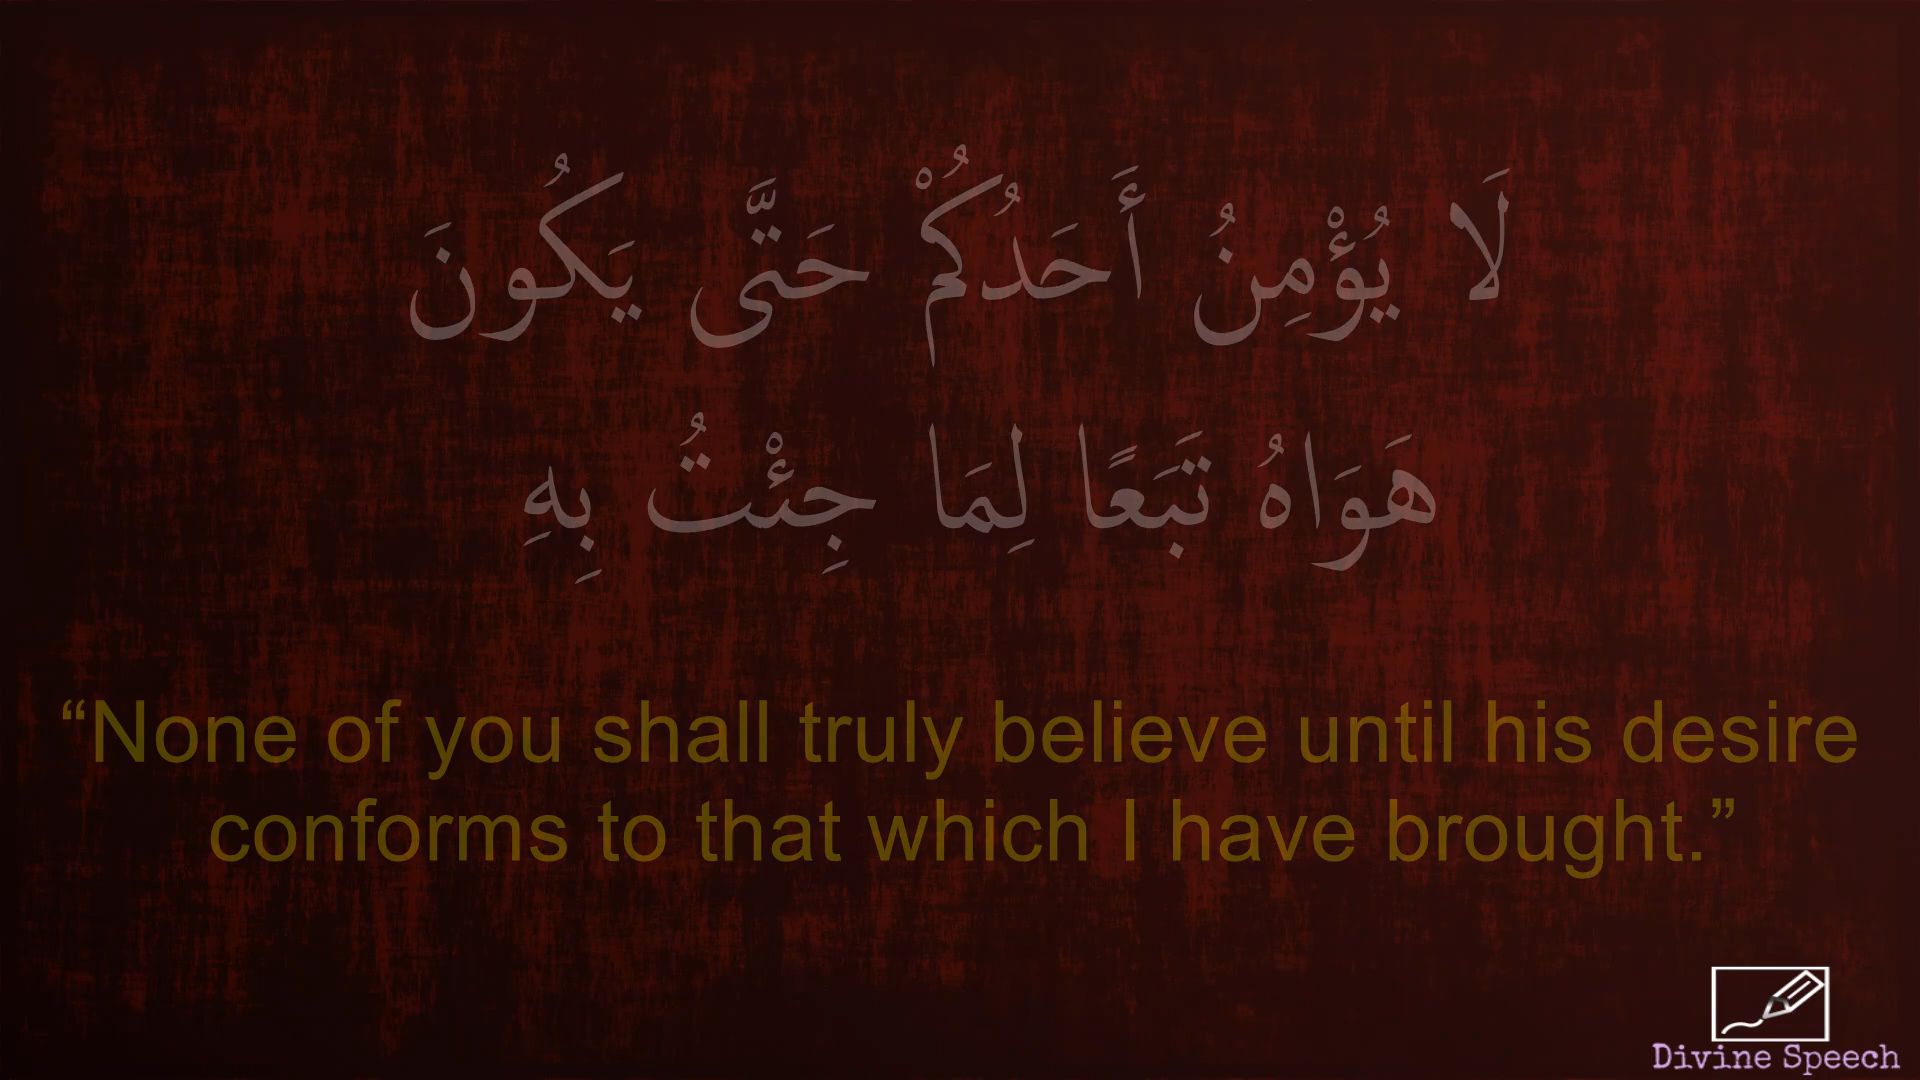 لَا يُؤْمِنُ أَحَدُكُمْ حَتَّى يَكُونَ
هَوَاهُ تَبَعًا لِمَا جِئْتُ بِهِ
“None of you shall truly believe until his desire
conforms to that which I have brought.”
Divine Speech